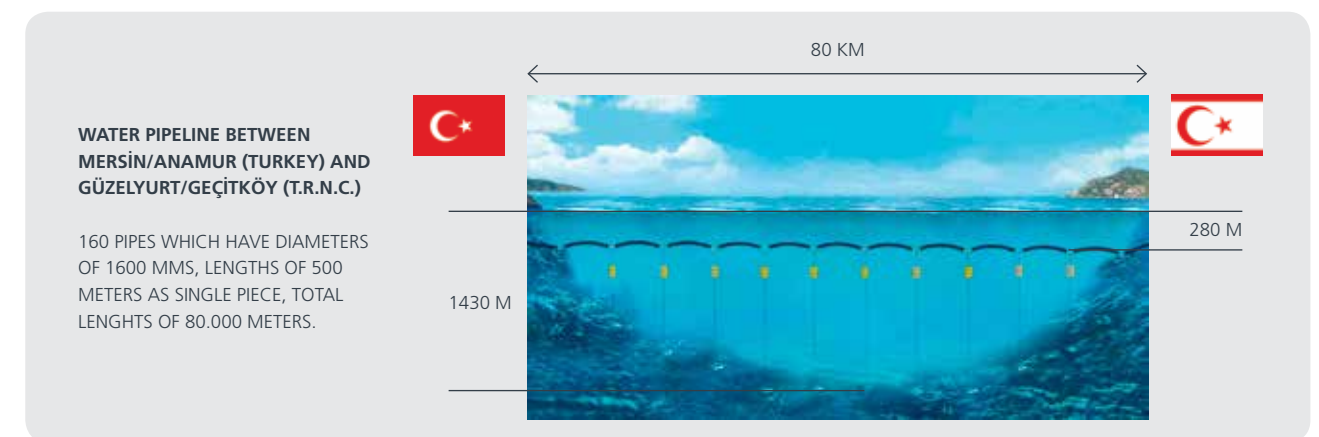 80 KM
WATER PIPELINE BETWEEN
MERSİN/ANAMUR (TURKEY) AND
GÜZELYURT/GEÇİTKÖY (T.R.N.C.)
160 PIPES WHICH HAVE DIAMETERS
OF 1600 MMS, LENGTHS OF 500
METERS AS SINGLE PIECE, TOTAL
LENGHTS OF 80.000 METERS.
280 M
1430 M